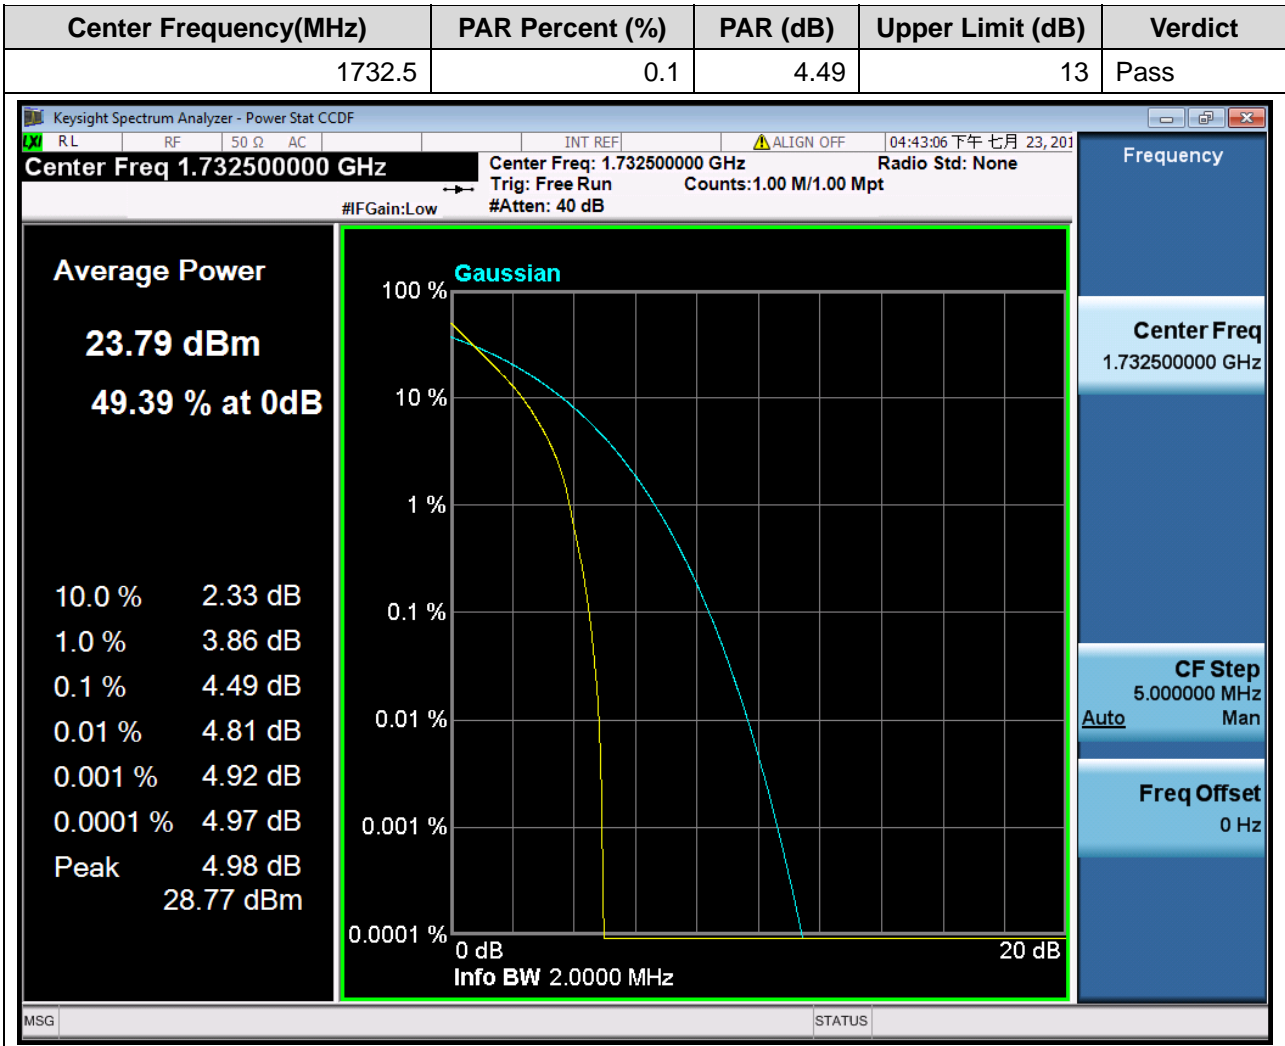 Center Frequency(MHz) PAR Percent (%) PAR (dB) Upper Limit (dB) Verdict
1732.5 0.1 4.49 13 Pass
Keysight Spectrum Analyzer - Power Stat CCDF
LXI RL RF 50 Ω AC INT REF ALIGN OFF 04:43:06 下午 七月 23, 201
Center Freq 1.732500000 GHz
Center Freq: 1.732500000 GHz Radio Std: None
Trig: Free Run Counts:1.00 M/1.00 Mpt
#IFGain:Low #Atten: 40 dB
Average Power
23.79 dBm
49.39 % at 0dB
10.0 % 2.33 dB
1.0 % 3.86 dB
0.1 % 4.49 dB
0.01 % 4.81 dB
0.001 % 4.92 dB
0.0001 % 4.97 dB
Peak 4.98 dB
28.77 dBm
Gaussian
100 %
10 %
1 %
0.1 %
0.01 %
0.001 %
0.0001 %
0 dB 20 dB
Info BW 2.0000 MHz
Frequency
Center Freq
1.732500000 GHz
CF Step
5.000000 MHz
Auto Man
Freq Offset
0 Hz
MSG STATUS